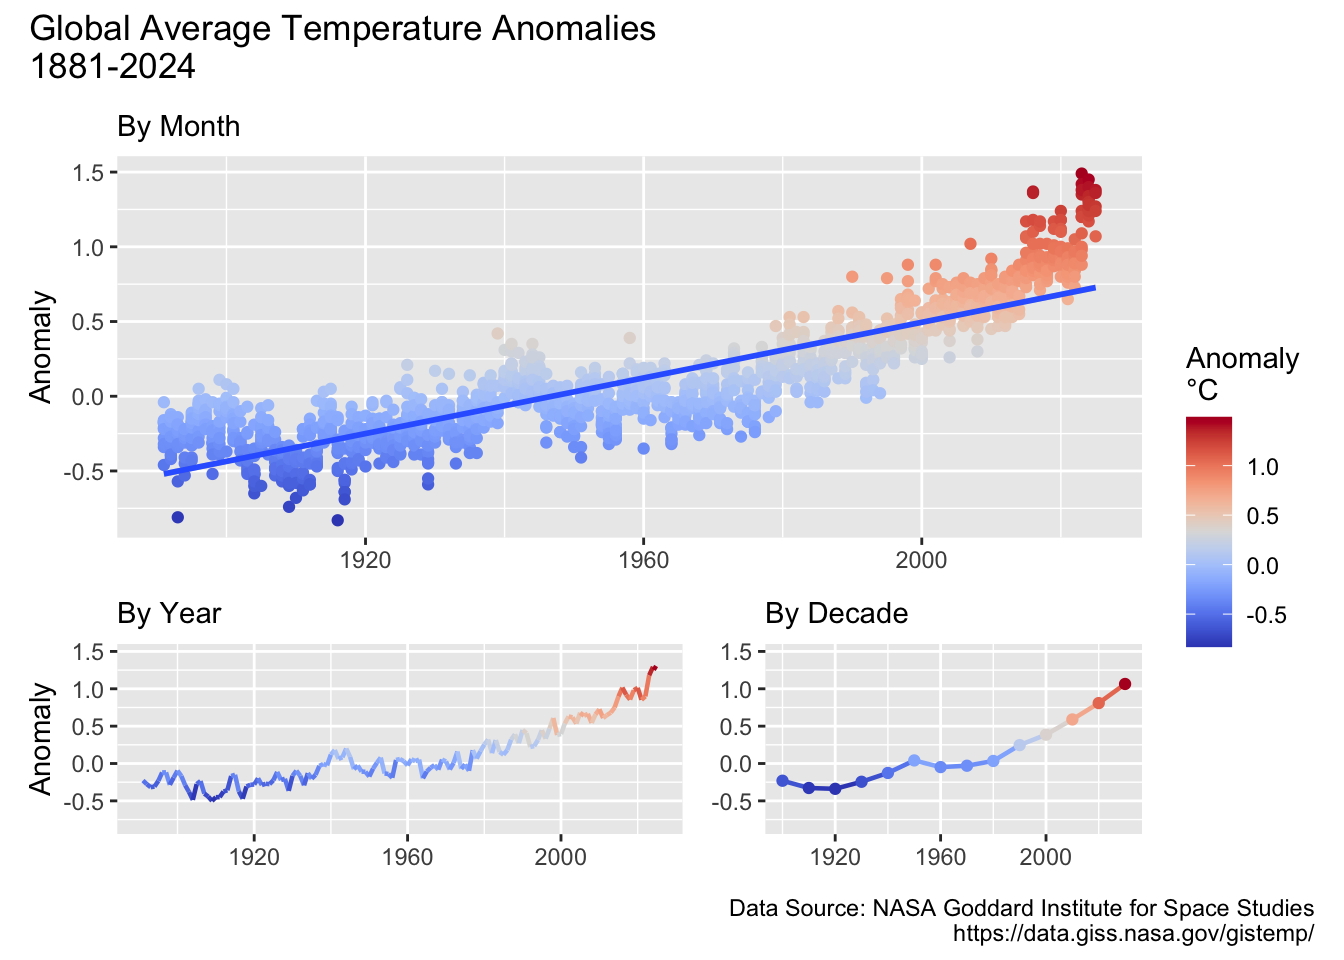 Global Average Temperature Anomalies
1881-2024
By Month
Anomaly
1.5
1.0
0.5
0.0
-0.5
1920 1960 2000
Anomaly
°C
1.0
0.5
0.0
-0.5
By Year
Anomaly
1.5
1.0
0.5
0.0
-0.5
1920 1960 2000
By Decade
1.5
1.0
0.5
0.0
-0.5
1920 1960 2000
Data Source: NASA Goddard Institute for Space Studies
https://data.giss.nasa.gov/gistemp/